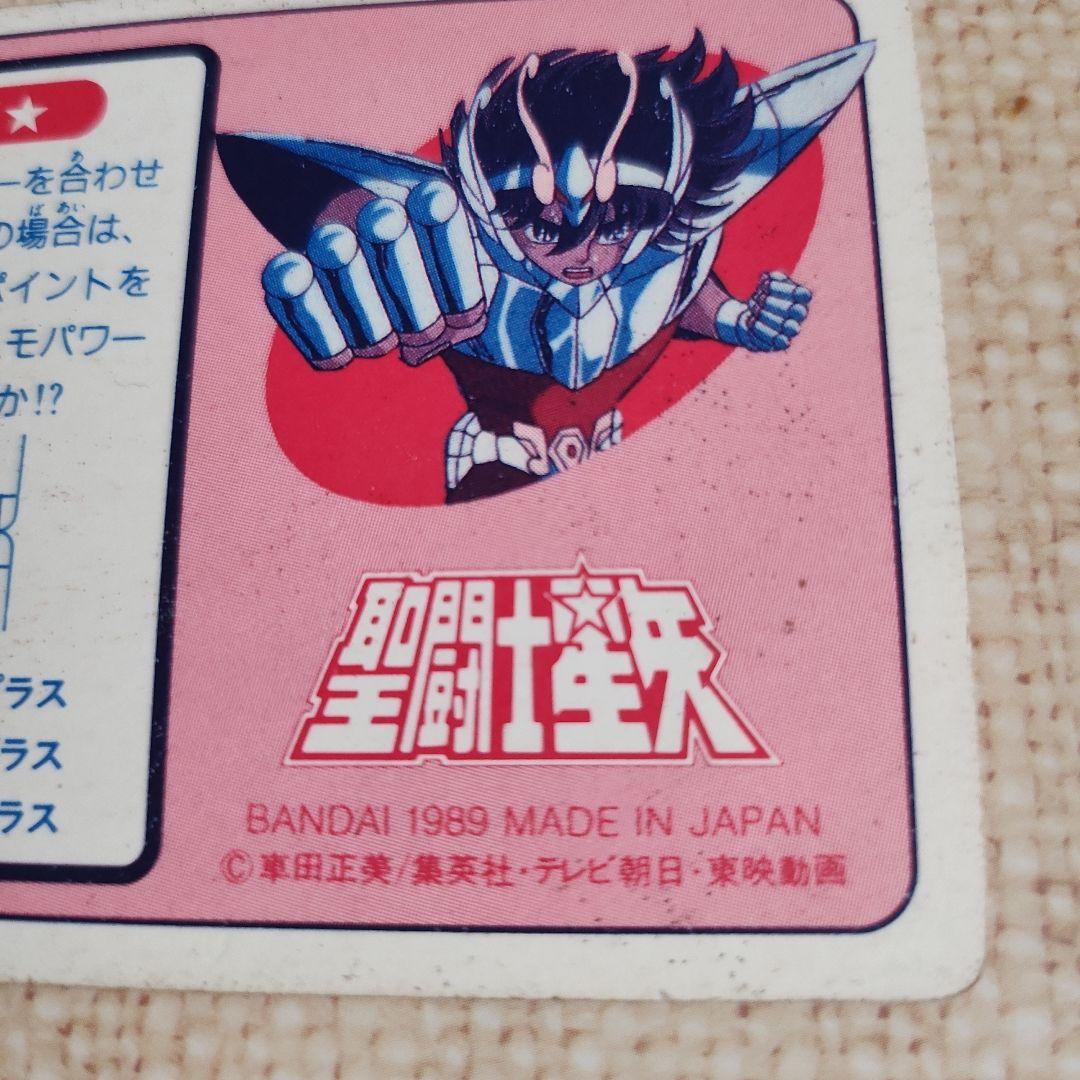 ★
ーを合わせ
の場合は、
ポイントを
スモパワー
か!?
プラス
ラス
ラス
聖闘士星矢
BANDAI 1989 MADE IN JAPAN
©車田正美/集英社・テレビ朝日・東映動画